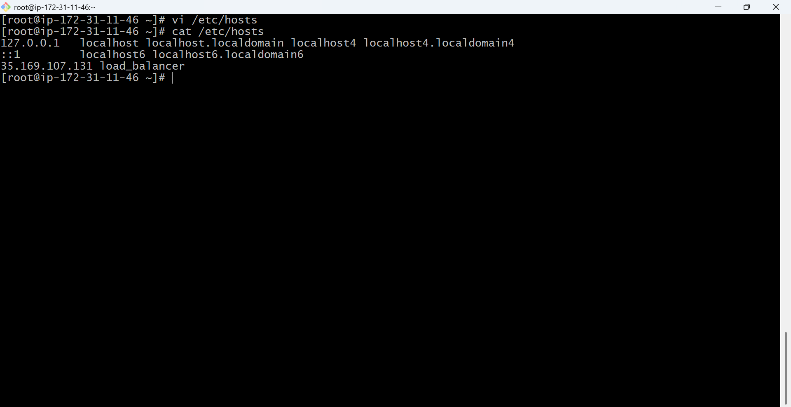 root@ip-172-31-11-46:~
[root@ip-172-31-11-46 ~]# vi /etc/hosts
[root@ip-172-31-11-46 ~]# cat /etc/hosts
127.0.0.1   localhost localhost.localdomain localhost4 localhost4.localdomain4
::1         localhost6 localhost6.localdomain6
35.169.107.131 load_balancer
[root@ip-172-31-11-46 ~]#